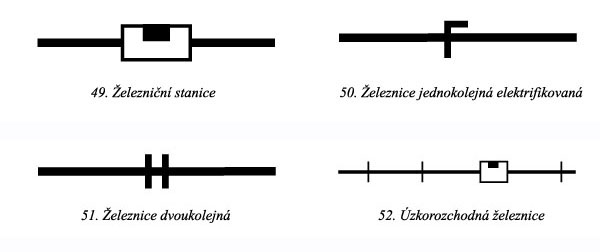 49. Železniční stanice
50. Železnice jednokolejná elektrifikovaná
51. Železnice dvoukolejná
52. Úzkorozchodná železnice